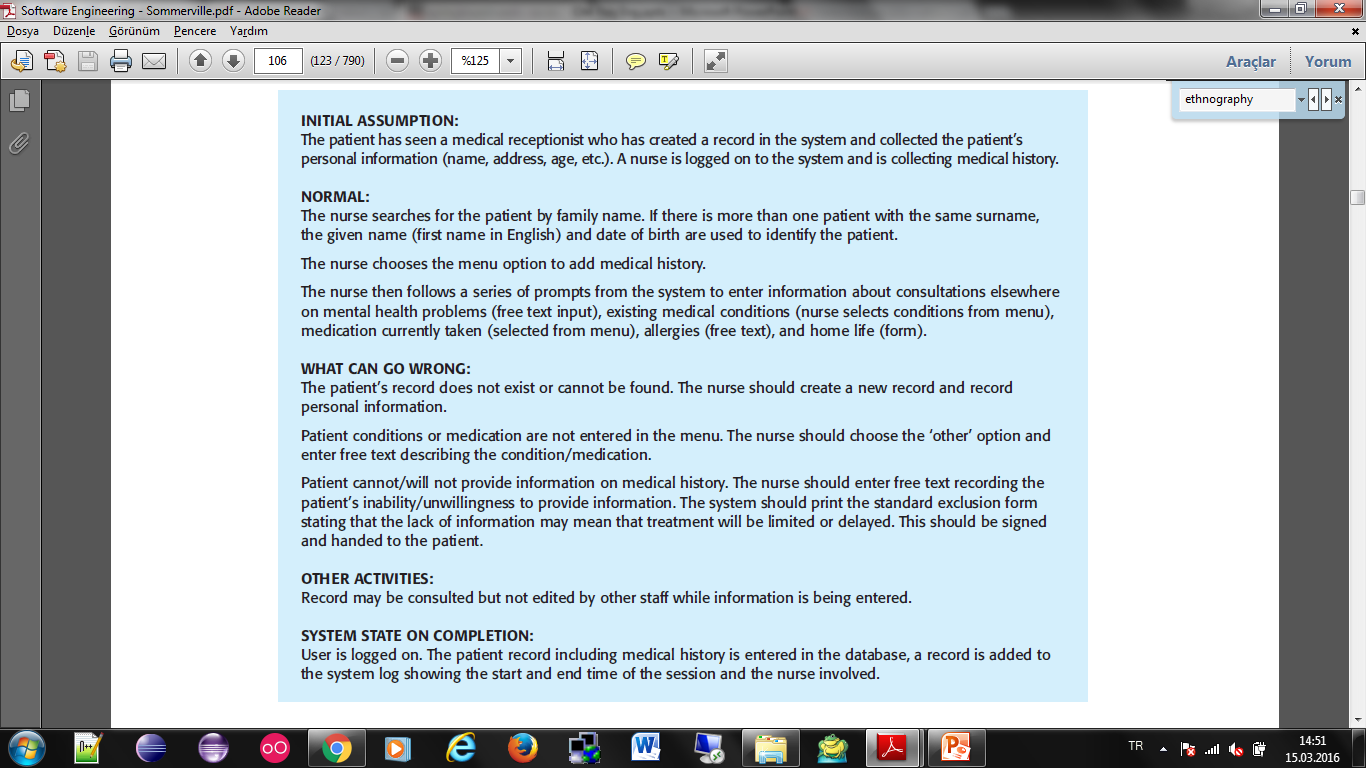 Software Engineering - Sommerville.pdf - Adobe Reader
Dosya Düzenle Görünüm Pencere Yardım
106 (123 / 790) %125 Araçlar Yorum
ethnography
INITIAL ASSUMPTION:
The patient has seen a medical receptionist who has created a record in the system and collected the patient’s
personal information (name, address, age, etc.). A nurse is logged on to the system and is collecting medical history.
NORMAL:
The nurse searches for the patient by family name. If there is more than one patient with the same surname,
the given name (first name in English) and date of birth are used to identify the patient.
The nurse chooses the menu option to add medical history.
The nurse then follows a series of prompts from the system to enter information about consultations elsewhere
on mental health problems (free text input), existing medical conditions (nurse selects conditions from menu),
medication currently taken (selected from menu), allergies (free text), and home life (form).
WHAT CAN GO WRONG:
The patient’s record does not exist or cannot be found. The nurse should create a new record and record
personal information.
Patient conditions or medication are not entered in the menu. The nurse should choose the ‘other’ option and
enter free text describing the condition/medication.
Patient cannot/will not provide information on medical history. The nurse should enter free text recording the
patient’s inability/unwillingness to provide information. The system should print the standard exclusion form
stating that the lack of information may mean that treatment will be limited or delayed. This should be signed
and handed to the patient.
OTHER ACTIVITIES:
Record may be consulted but not edited by other staff while information is being entered.
SYSTEM STATE ON COMPLETION:
User is logged on. The patient record including medical history is entered in the database, a record is added to
the system log showing the start and end time of the session and the nurse involved.
TR 14:51
15.03.2016